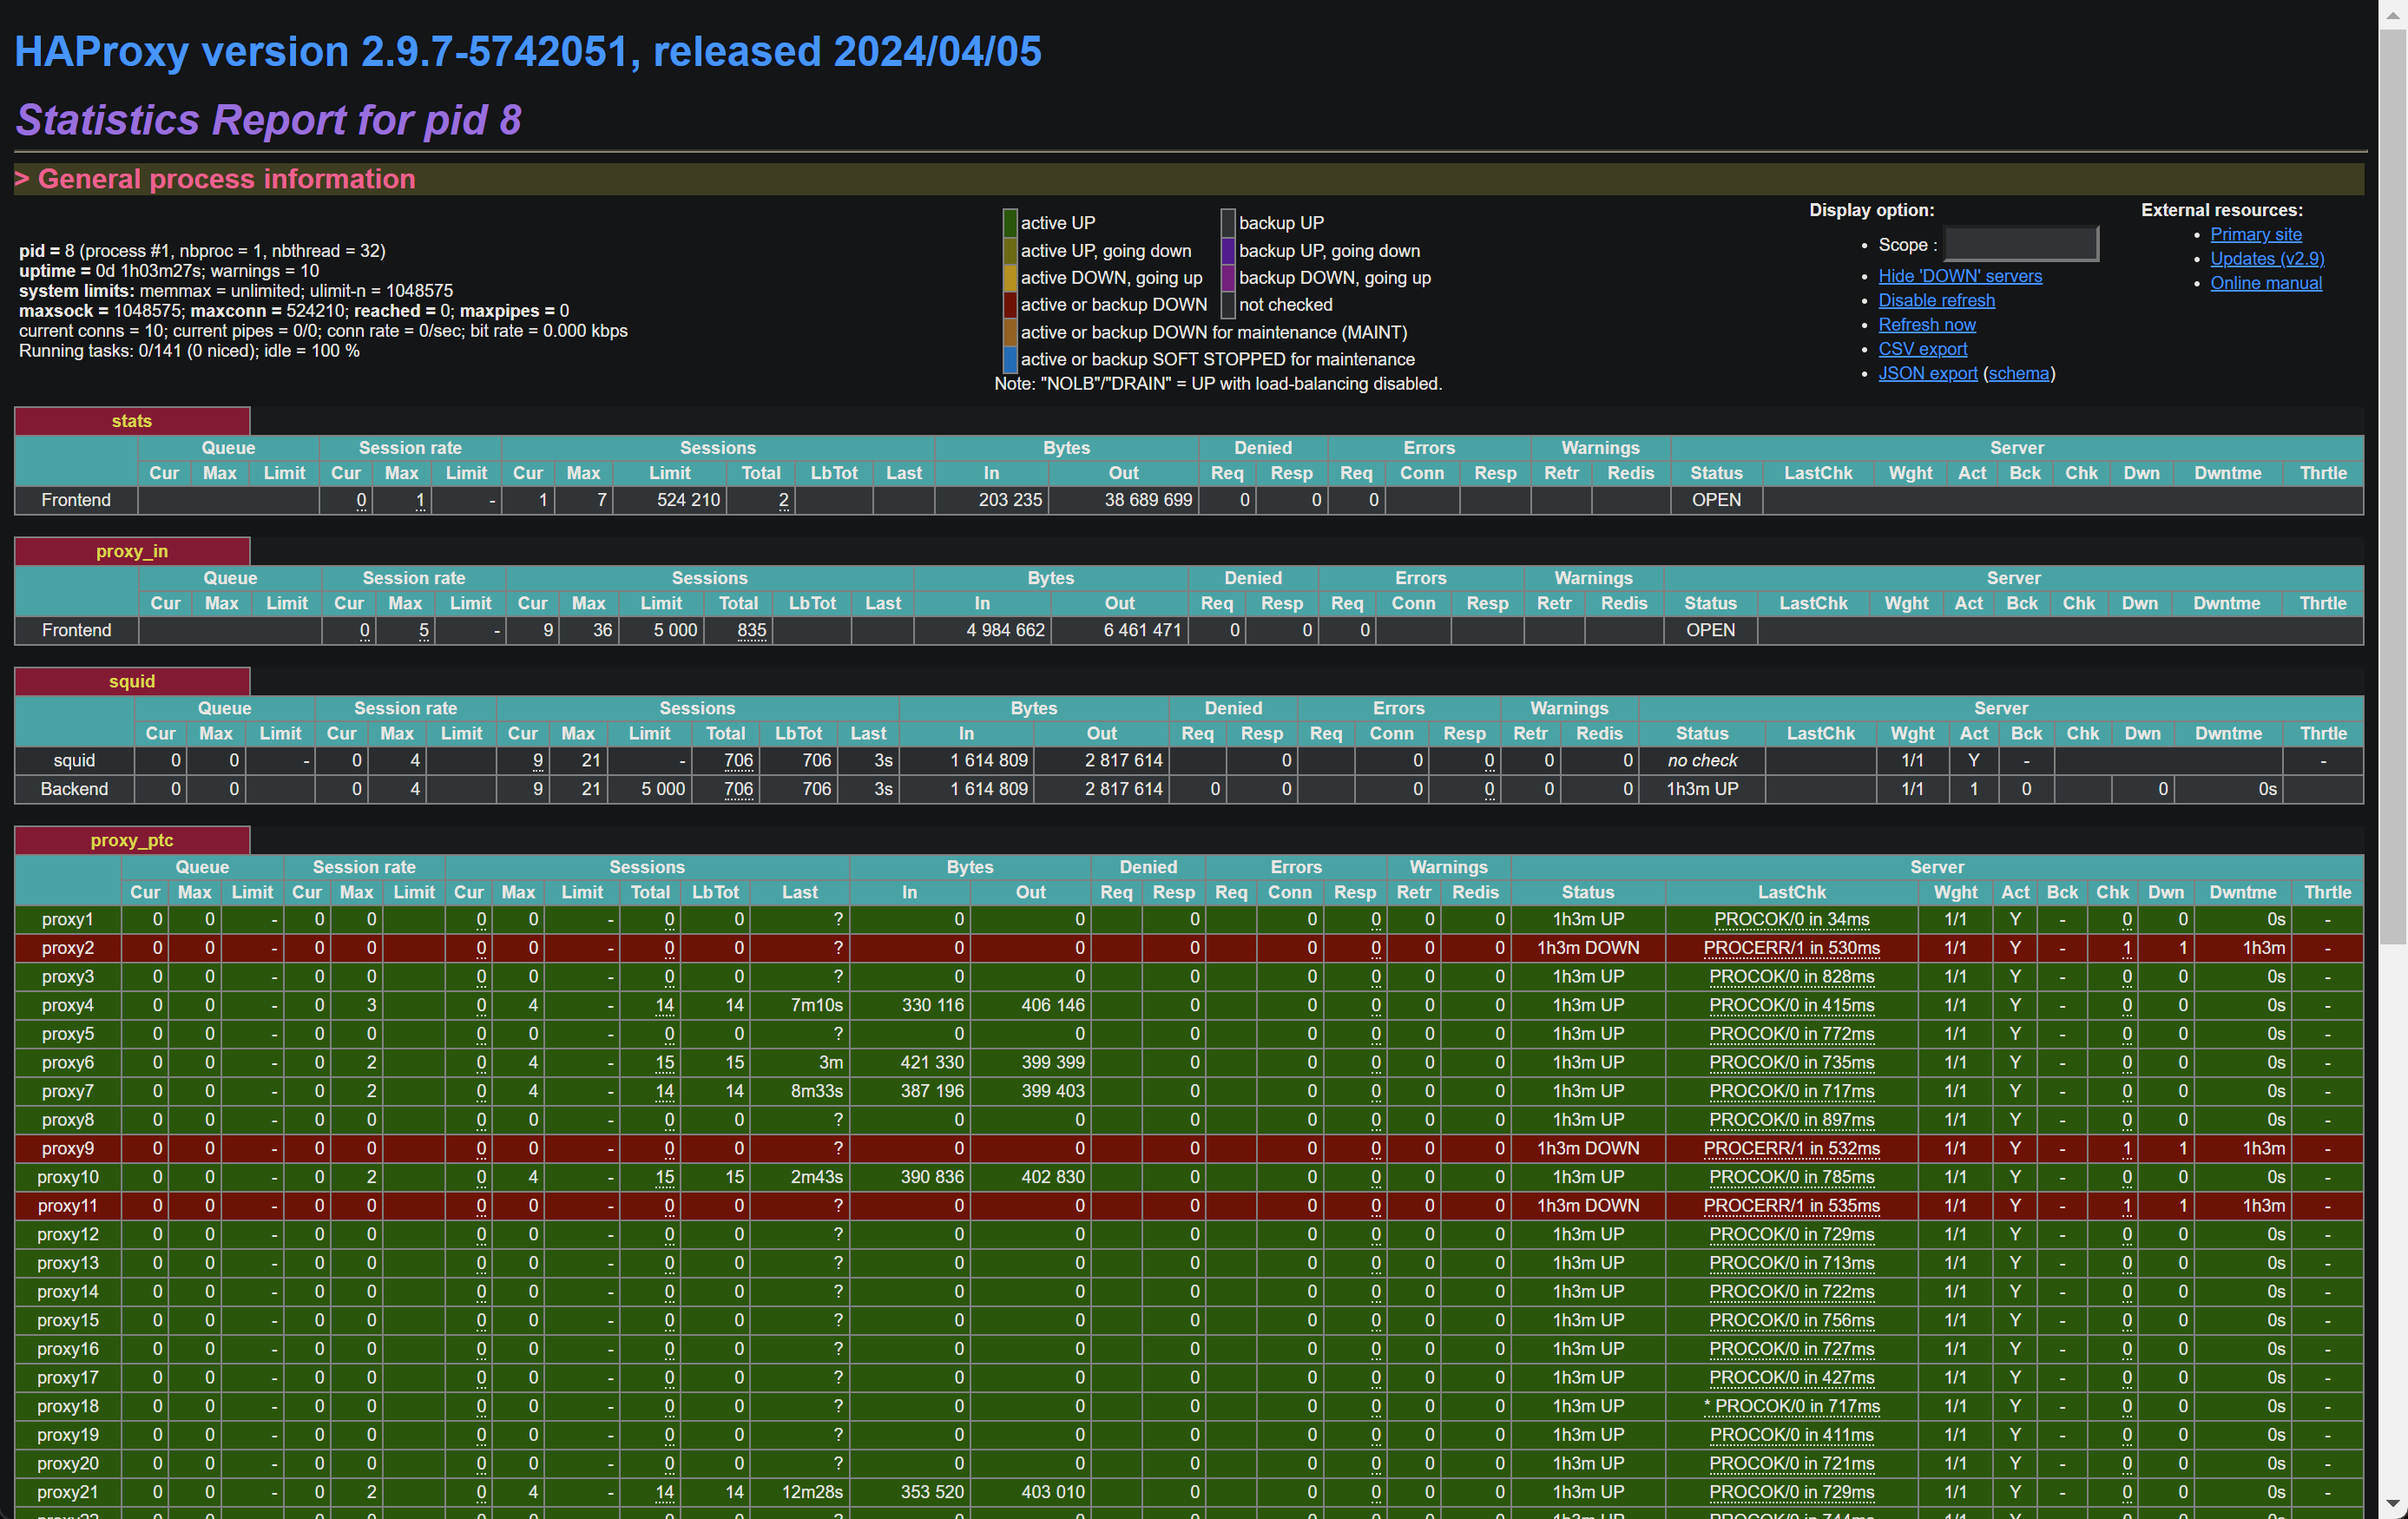 HAProxy version 2.9.7-5742051, released 2024/04/05
Statistics Report for pid 8
> General process information
pid = 8 (process #1, nbproc = 1, nbthread = 32)
uptime = 0d 1h03m27s; warnings = 10
system limits: memmax = unlimited; ulimit-n = 1048575
maxsock = 1048575; maxconn = 524210; reached = 0; maxpipes = 0
current conns = 10; current pipes = 0/0; conn rate = 0/sec; bit rate = 0.000 kbps
Running tasks: 0/141 (0 niced); idle = 100 %
active UP backup UP
active UP, going down backup UP, going down
active DOWN, going up backup DOWN, going up
active or backup DOWN not checked
active or backup DOWN for maintenance (MAINT)
active or backup SOFT STOPPED for maintenance
Note: "NOLB"/"DRAIN" = UP with load-balancing disabled.
Display option:
• Scope :
• Hide 'DOWN' servers
• Disable refresh
• Refresh now
• CSV export
• JSON export (schema)
External resources:
• Primary site
• Updates (v2.9)
• Online manual
stats
Queue Session rate Sessions Bytes Denied Errors Warnings Server
Cur Max Limit Cur Max Limit Cur Max Limit Total LbTot Last In Out Req Resp Req Conn Resp Retr Redis Status LastChk Wght Act Bck Chk Dwn Dwntme Thrtle
Frontend 0 1 - 1 7 524 210 2 203 235 38 689 699 0 0 0 OPEN
proxy_in
Queue Session rate Sessions Bytes Denied Errors Warnings Server
Cur Max Limit Cur Max Limit Cur Max Limit Total LbTot Last In Out Req Resp Req Conn Resp Retr Redis Status LastChk Wght Act Bck Chk Dwn Dwntme Thrtle
Frontend 0 5 - 9 36 5 000 835 4 984 662 6 461 471 0 0 0 OPEN
squid
Queue Session rate Sessions Bytes Denied Errors Warnings Server
Cur Max Limit Cur Max Limit Cur Max Limit Total LbTot Last In Out Req Resp Req Conn Resp Retr Redis Status LastChk Wght Act Bck Chk Dwn Dwntme Thrtle
squid 0 0 - 0 4 9 21 - 706 706 3s 1 614 809 2 817 614 0 0 0 0 0 no check 1/1 Y - -
Backend 0 0 0 4 9 21 5 000 706 706 3s 1 614 809 2 817 614 0 0 0 0 0 0 1h3m UP 1/1 1 0 0 0s
proxy_ptc
Queue Session rate Sessions Bytes Denied Errors Warnings Server
Cur Max Limit Cur Max Limit Cur Max Limit Total LbTot Last In Out Req Resp Req Conn Resp Retr Redis Status LastChk Wght Act Bck Chk Dwn Dwntme Thrtle
proxy1 0 0 - 0 0 0 0 - 0 0 ? 0 0 0 0 0 0 0 1h3m UP PROCOK/0 in 34ms 1/1 Y - 0 0 0s -
proxy2 0 0 - 0 0 0 0 - 0 0 ? 0 0 0 0 0 0 0 1h3m DOWN PROCERR/1 in 530ms 1/1 Y - 1 1 1h3m -
proxy3 0 0 - 0 0 0 0 - 0 0 ? 0 0 0 0 0 0 0 1h3m UP PROCOK/0 in 828ms 1/1 Y - 0 0 0s -
proxy4 0 0 - 0 3 0 4 - 14 14 7m10s 330 116 406 146 0 0 0 0 0 1h3m UP PROCOK/0 in 415ms 1/1 Y - 0 0 0s -
proxy5 0 0 - 0 0 0 0 - 0 0 ? 0 0 0 0 0 0 0 1h3m UP PROCOK/0 in 772ms 1/1 Y - 0 0 0s -
proxy6 0 0 - 0 2 0 4 - 15 15 3m 421 330 399 399 0 0 0 0 0 1h3m UP PROCOK/0 in 735ms 1/1 Y - 0 0 0s -
proxy7 0 0 - 0 2 0 4 - 14 14 8m33s 387 196 399 403 0 0 0 0 0 1h3m UP PROCOK/0 in 717ms 1/1 Y - 0 0 0s -
proxy8 0 0 - 0 0 0 0 - 0 0 ? 0 0 0 0 0 0 0 1h3m UP PROCOK/0 in 897ms 1/1 Y - 0 0 0s -
proxy9 0 0 - 0 0 0 0 - 0 0 ? 0 0 0 0 0 0 0 1h3m DOWN PROCERR/1 in 532ms 1/1 Y - 1 1 1h3m -
proxy10 0 0 - 0 2 0 4 - 15 15 2m43s 390 836 402 830 0 0 0 0 0 1h3m UP PROCOK/0 in 785ms 1/1 Y - 0 0 0s -
proxy11 0 0 - 0 0 0 0 - 0 0 ? 0 0 0 0 0 0 0 1h3m DOWN PROCERR/1 in 535ms 1/1 Y - 1 1 1h3m -
proxy12 0 0 - 0 0 0 0 - 0 0 ? 0 0 0 0 0 0 0 1h3m UP PROCOK/0 in 729ms 1/1 Y - 0 0 0s -
proxy13 0 0 - 0 0 0 0 - 0 0 ? 0 0 0 0 0 0 0 1h3m UP PROCOK/0 in 713ms 1/1 Y - 0 0 0s -
proxy14 0 0 - 0 0 0 0 - 0 0 ? 0 0 0 0 0 0 0 1h3m UP PROCOK/0 in 722ms 1/1 Y - 0 0 0s -
proxy15 0 0 - 0 0 0 0 - 0 0 ? 0 0 0 0 0 0 0 1h3m UP PROCOK/0 in 756ms 1/1 Y - 0 0 0s -
proxy16 0 0 - 0 0 0 0 - 0 0 ? 0 0 0 0 0 0 0 1h3m UP PROCOK/0 in 727ms 1/1 Y - 0 0 0s -
proxy17 0 0 - 0 0 0 0 - 0 0 ? 0 0 0 0 0 0 0 1h3m UP PROCOK/0 in 427ms 1/1 Y - 0 0 0s -
proxy18 0 0 - 0 0 0 0 - 0 0 ? 0 0 0 0 0 0 0 1h3m UP * PROCOK/0 in 717ms 1/1 Y - 0 0 0s -
proxy19 0 0 - 0 0 0 0 - 0 0 ? 0 0 0 0 0 0 0 1h3m UP PROCOK/0 in 411ms 1/1 Y - 0 0 0s -
proxy20 0 0 - 0 0 0 0 - 0 0 ? 0 0 0 0 0 0 0 1h3m UP PROCOK/0 in 721ms 1/1 Y - 0 0 0s -
proxy21 0 0 - 0 2 0 4 - 14 14 12m28s 353 520 403 010 0 0 0 0 0 1h3m UP PROCOK/0 in 729ms 1/1 Y - 0 0 0s -